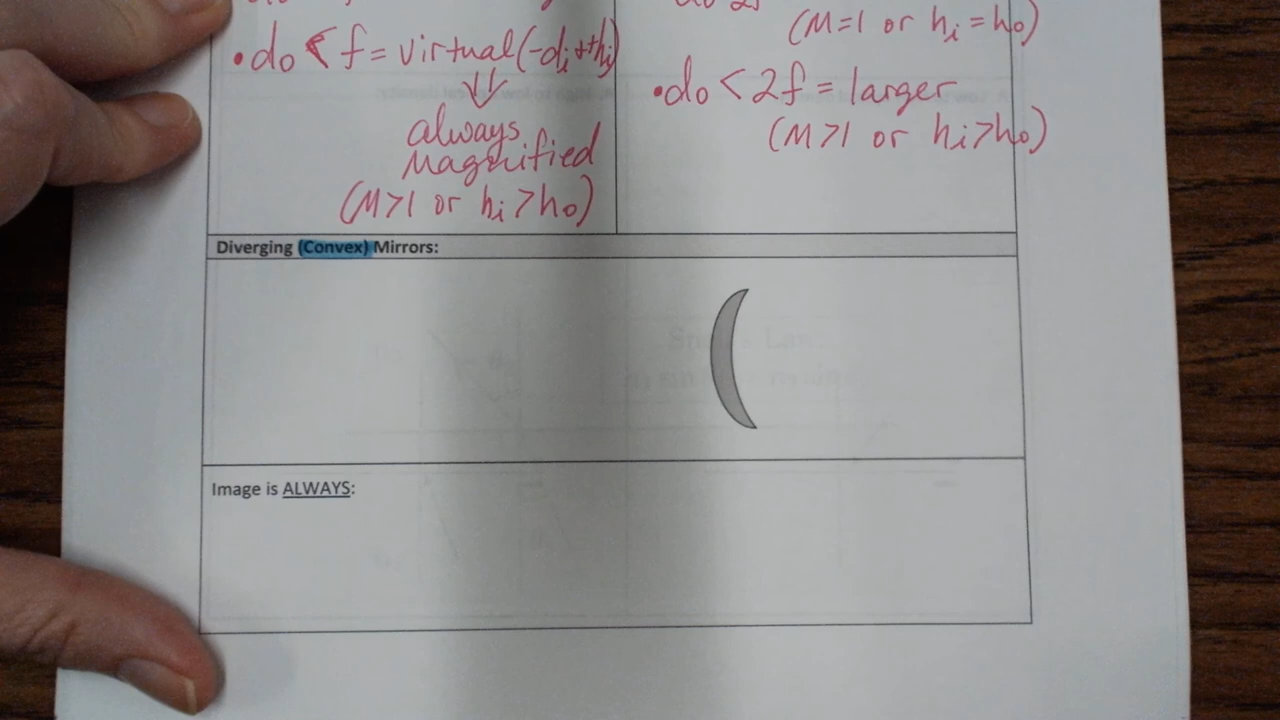 •do < f = virtual (-di + +hi)
always
magnified
(M>1 or hi>ho)
(M=1 or hi=ho)
•do < 2f = larger
(M>1 or hi>ho)
Diverging (Convex) Mirrors:
Image is ALWAYS: